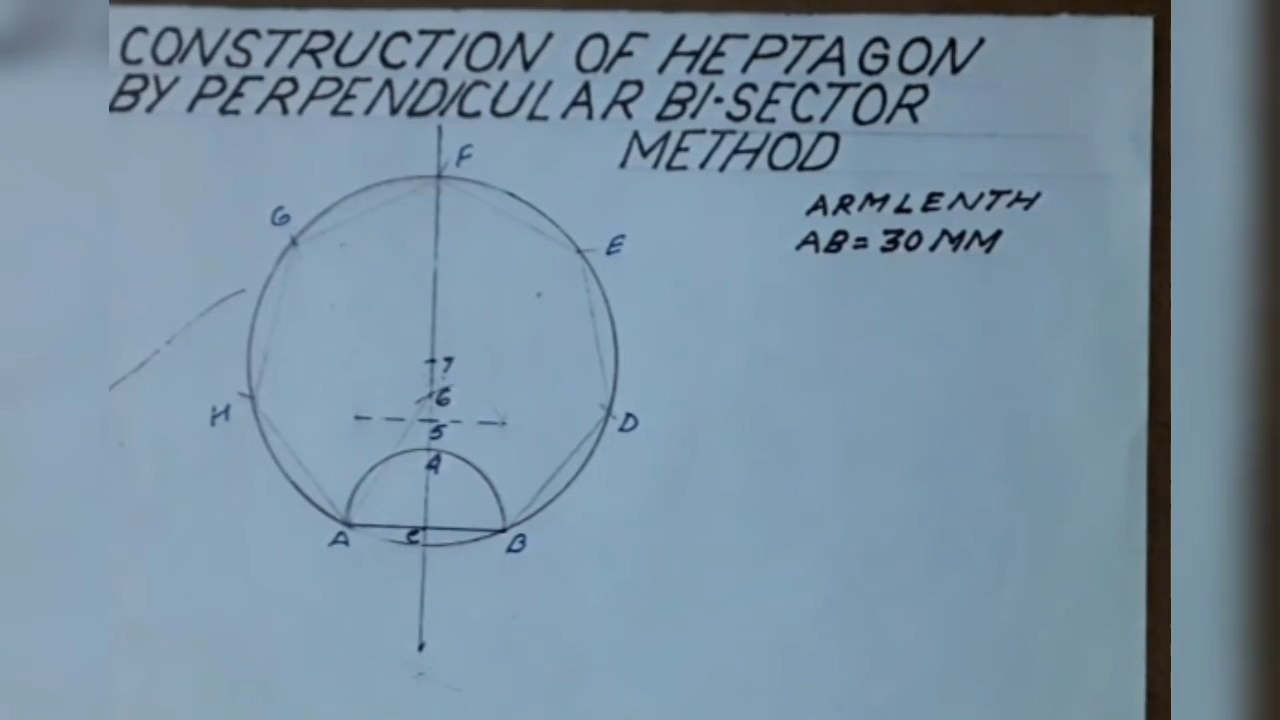 CONSTRUCTION OF HEPTAGON
BY PERPENDICULAR BI-SECTOR
METHOD
ARMLENTH
AB = 30 MM
F
G
E
7
6
H
D
5
4
A
C
B